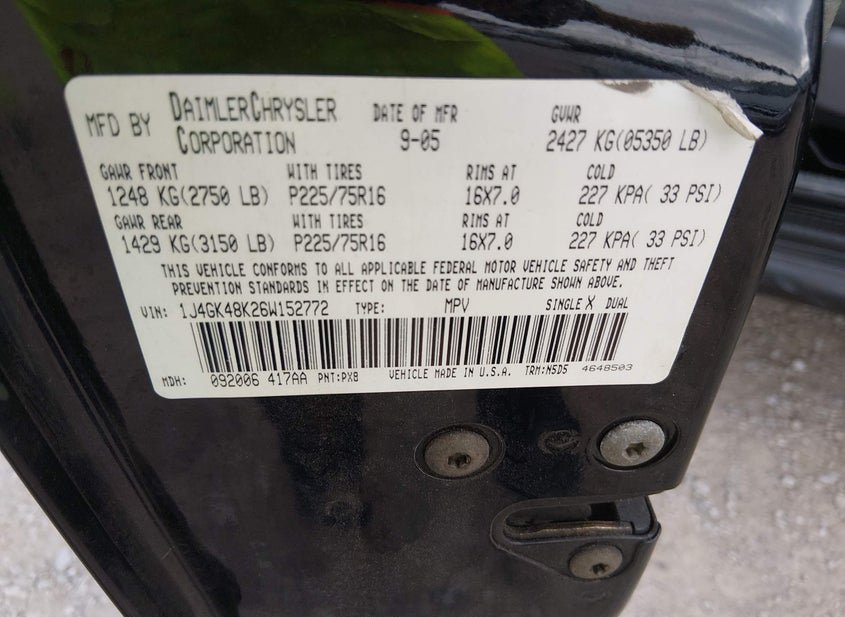 MFD BY DAIMLERCHRYSLER CORPORATION DATE OF MFR 9-05 GVWR 2427 KG(05350 LB)
GAWR FRONT WITH TIRES RIMS AT COLD
1248 KG(2750 LB) P225/75R16 16X7.0 227 KPA( 33 PSI)
GAWR REAR WITH TIRES RIMS AT COLD
1429 KG(3150 LB) P225/75R16 16X7.0 227 KPA( 33 PSI)
THIS VEHICLE CONFORMS TO ALL APPLICABLE FEDERAL MOTOR VEHICLE SAFETY AND THEFT
PREVENTION STANDARDS IN EFFECT ON THE DATE OF MANUFACTURE SHOWN ABOVE.
VIN: 1J4GK48K26W152772 TYPE: MPV SINGLE X DUAL
MDH: 092006 417AA PNT:PX8 VEHICLE MADE IN U.S.A. TRM:N5D5 4648503